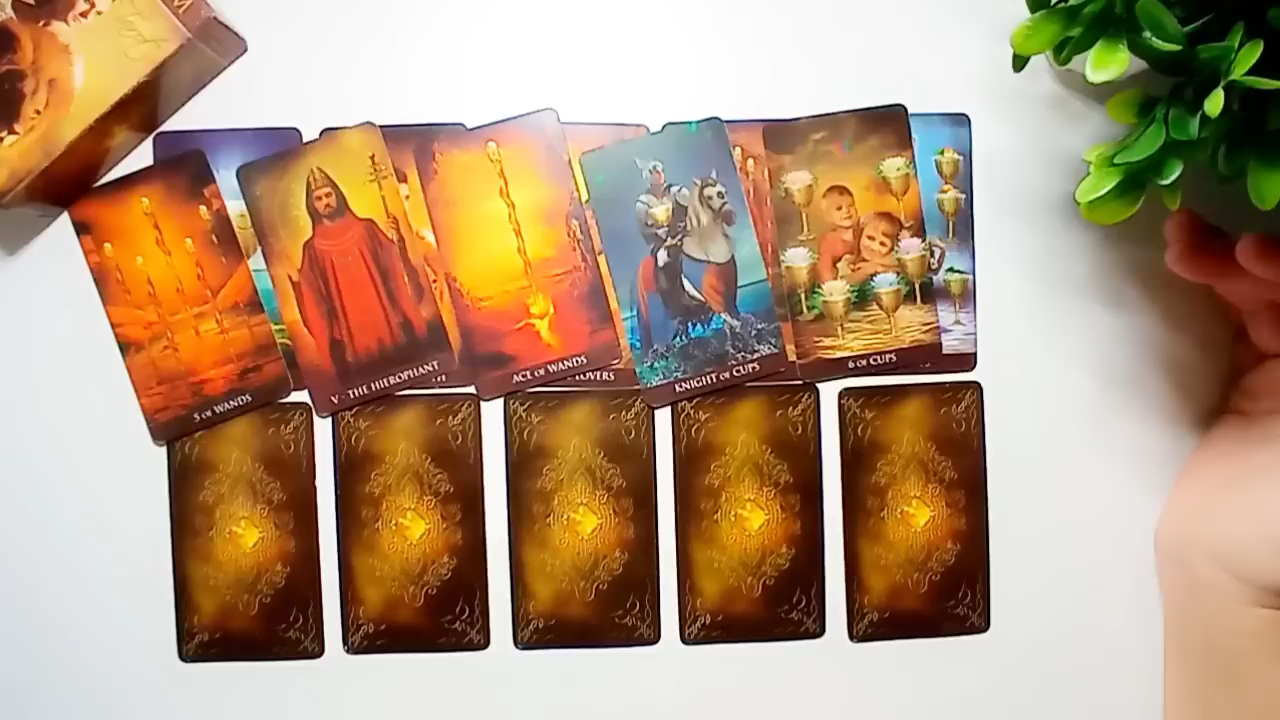 5 OF WANDS
V - THE HIEROPHANT
ACE OF WANDS
LOVERS
KNIGHT OF CUPS
6 OF CUPS